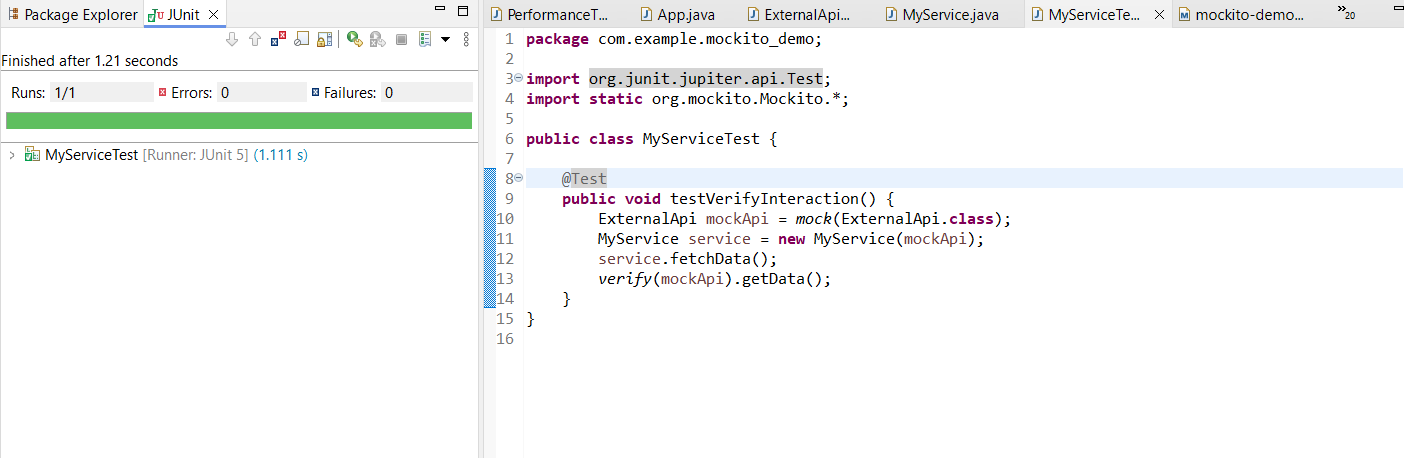 Package Explorer JUnit
Finished after 1.21 seconds
Runs: 1/1 Errors: 0 Failures: 0
MyServiceTest [Runner: JUnit 5] (1.111 s)
PerformanceT... App.java ExternalApi... MyService.java MyServiceTe... mockito-demo... 20
1 package com.example.mockito_demo;
2
3 import org.junit.jupiter.api.Test;
4 import static org.mockito.Mockito.*;
5
6 public class MyServiceTest {
7
8 @Test
9 public void testVerifyInteraction() {
10 ExternalApi mockApi = mock(ExternalApi.class);
11 MyService service = new MyService(mockApi);
12 service.fetchData();
13 verify(mockApi).getData();
14 }
15 }
16